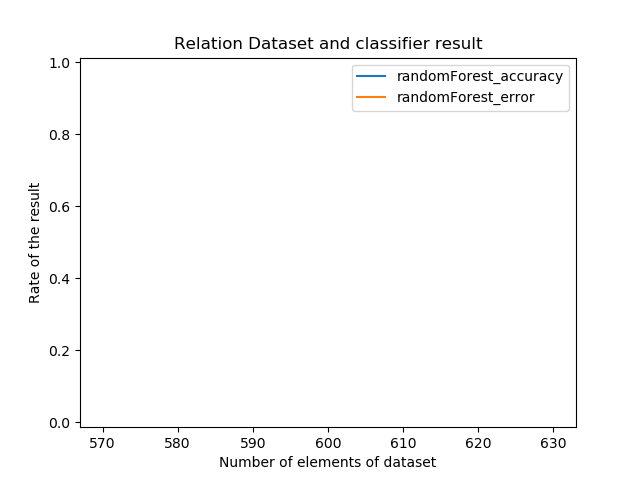 Relation Dataset and classifier result
randomForest_accuracy
randomForest_error
Rate of the result
1.0
0.8
0.6
0.4
0.2
0.0
570 580 590 600 610 620 630
Number of elements of dataset